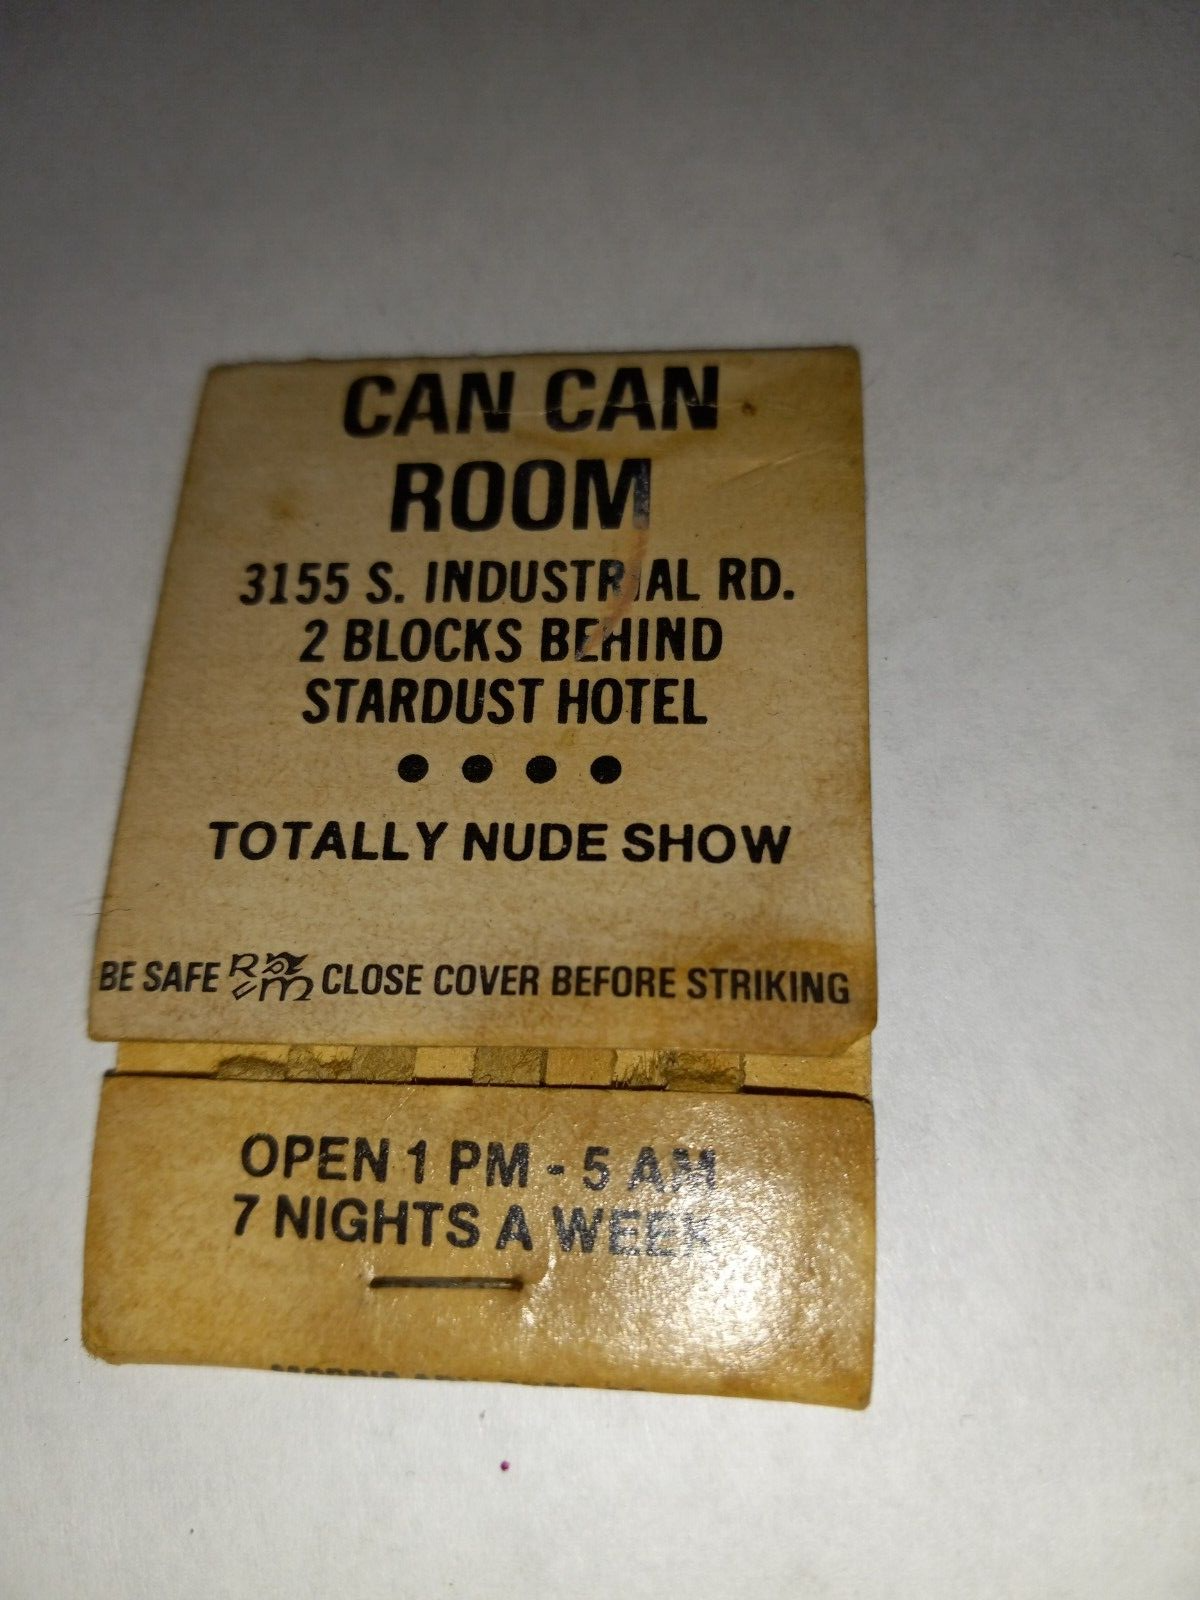 CAN CAN
ROOM
3155 S. INDUSTRIAL RD.
2 BLOCKS BEHIND
STARDUST HOTEL
TOTALLY NUDE SHOW
BE SAFE CLOSE COVER BEFORE STRIKING
OPEN 1 PM - 5 AM
7 NIGHTS A WEEK